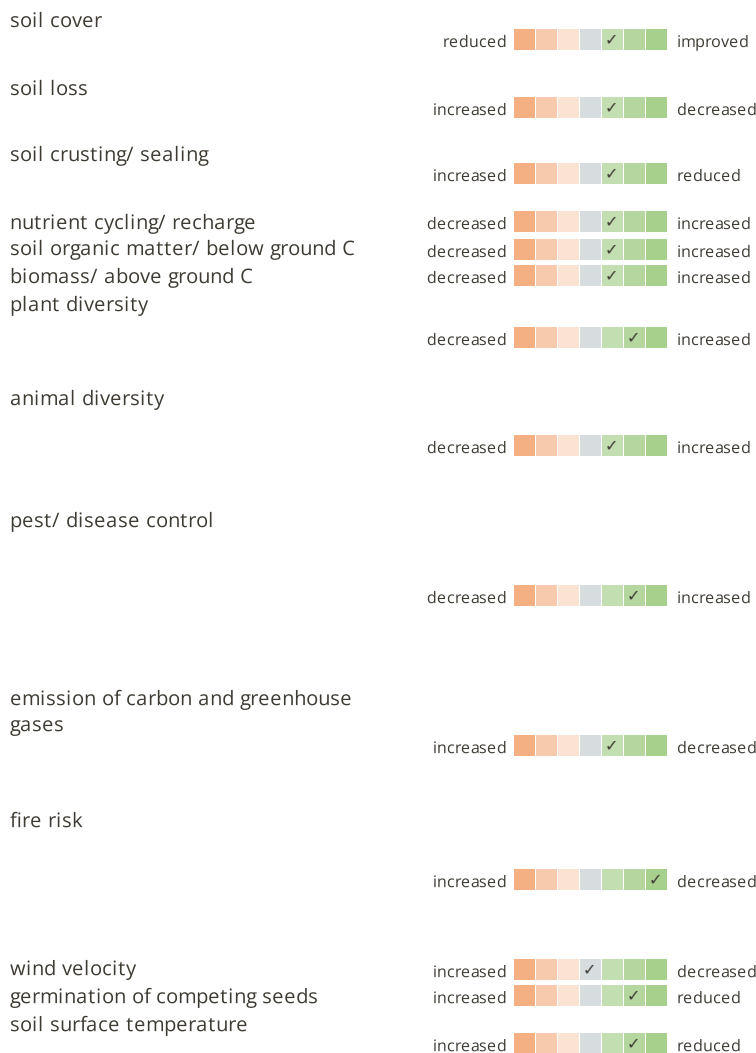 soil cover
reduced ✓ improved
soil loss
increased ✓ decreased
soil crusting/ sealing
increased ✓ reduced
nutrient cycling/ recharge decreased ✓ increased
soil organic matter/ below ground C decreased ✓ increased
biomass/ above ground C decreased ✓ increased
plant diversity
decreased ✓ increased
animal diversity
decreased ✓ increased
pest/ disease control
decreased ✓ increased
emission of carbon and greenhouse
gases
increased ✓ decreased
fire risk
increased ✓ decreased
wind velocity increased ✓ decreased
germination of competing seeds increased ✓ reduced
soil surface temperature
increased ✓ reduced